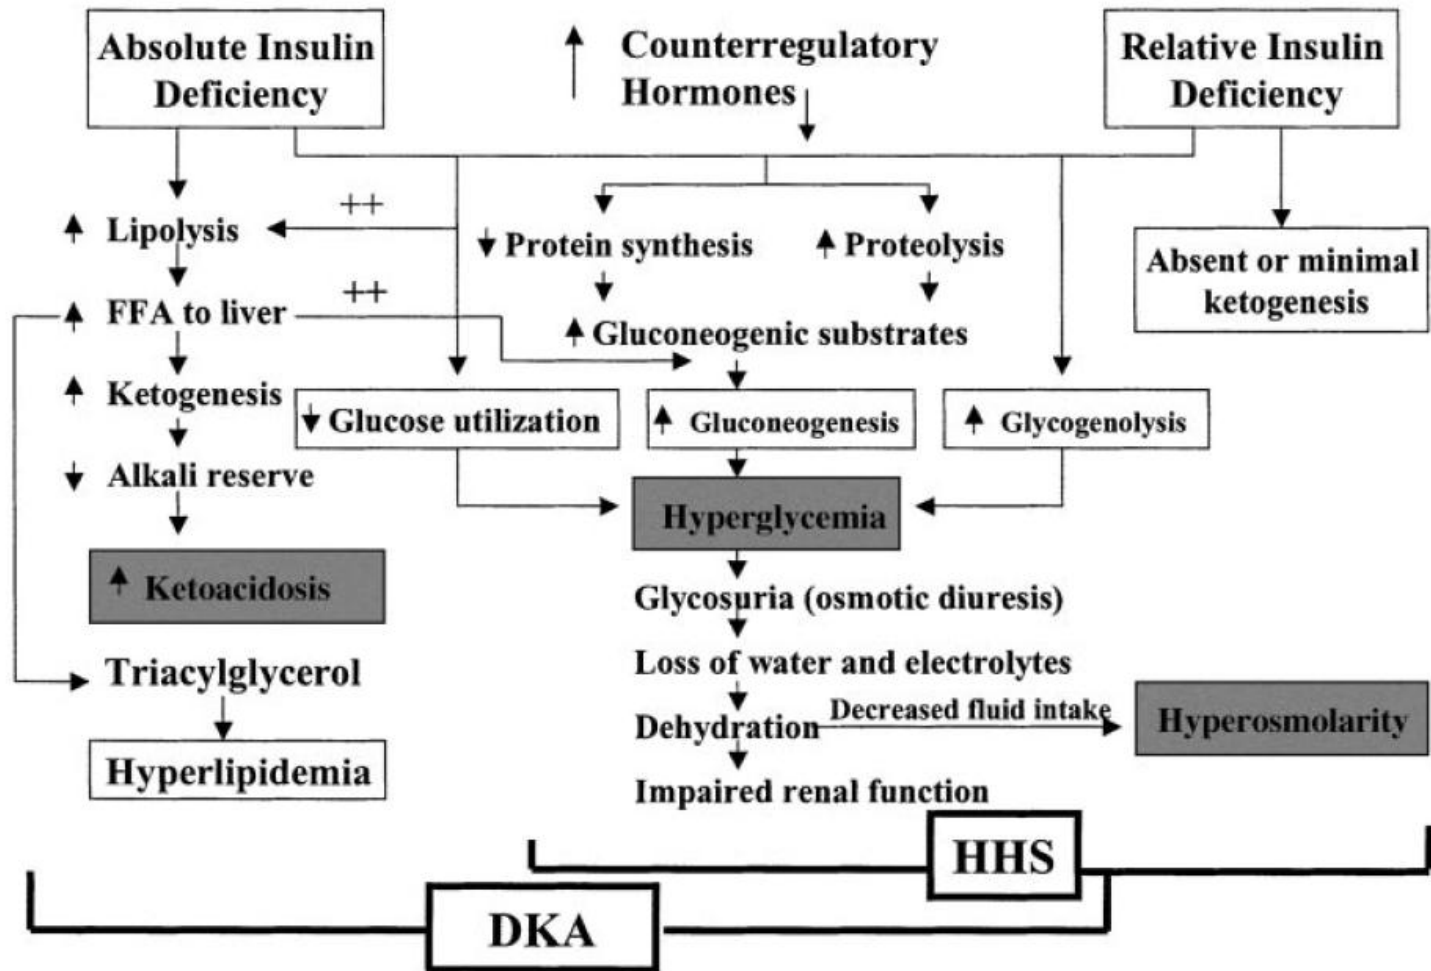 Absolute Insulin
Deficiency
↑ Counterregulatory
Hormones
Relative Insulin
Deficiency
++
↑ Lipolysis
↓ Protein synthesis
↑ Proteolysis
Absent or minimal
ketogenesis
++
↑ FFA to liver
↑ Gluconeogenic substrates
↑ Ketogenesis
↓ Glucose utilization
↑ Gluconeogenesis
↑ Glycogenolysis
↓ Alkali reserve
Hyperglycemia
↑ Ketoacidosis
Glycosuria (osmotic diuresis)
Loss of water and electrolytes
Triacylglycerol
Decreased fluid intake
Dehydration
Hyperosmolarity
Hyperlipidemia
Impaired renal function
HHS
DKA